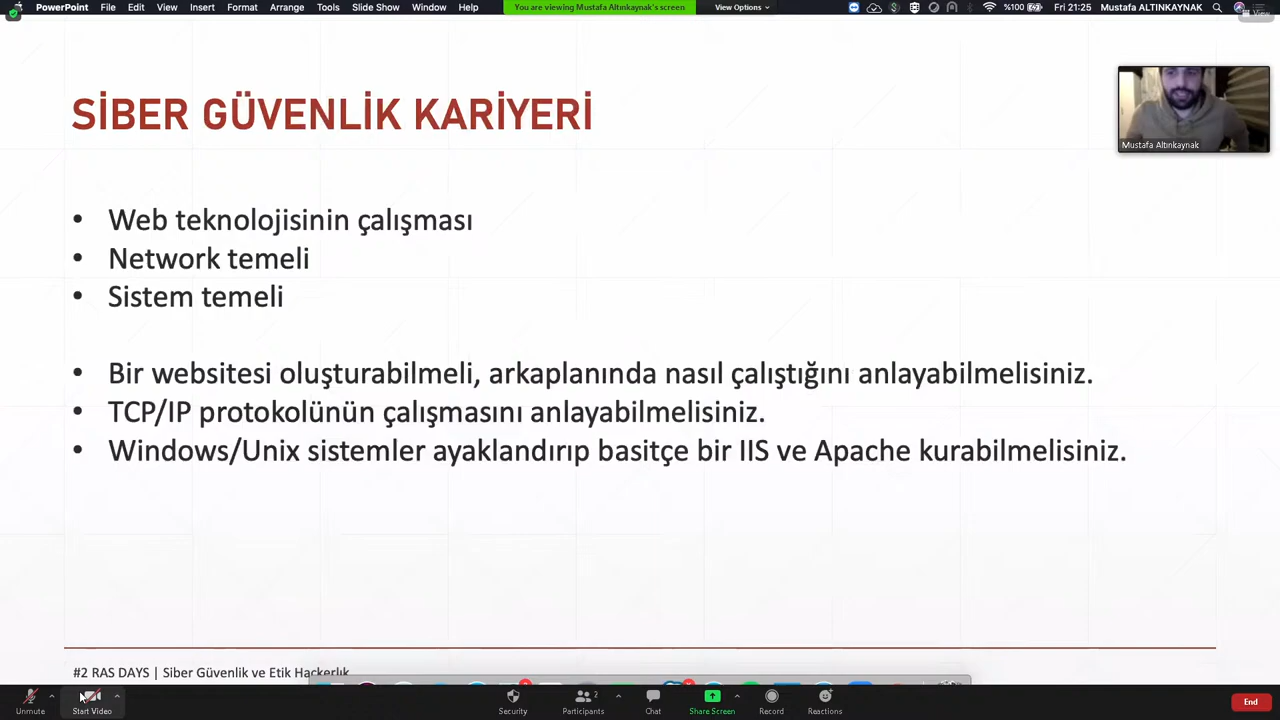 PowerPoint File Edit View Insert Format Arrange Tools Slide Show Window Help
You are viewing Mustafa Altınkaynak's screen
View Options
%100
Fri 21:25
Mustafa ALTINKAYNAK
View
SİBER GÜVENLİK KARİYERİ
Mustafa Altınkaynak
• Web teknolojisinin çalışması
• Network temeli
• Sistem temeli
• Bir websitesi oluşturabilmeli, arkaplanında nasıl çalıştığını anlayabilmelisiniz.
• TCP/IP protokolünün çalışmasını anlayabilmelisiniz.
• Windows/Unix sistemler ayaklandırıp basitçe bir IIS ve Apache kurabilmelisiniz.
#2 RAS DAYS | Siber Güvenlik ve Etik Hackerlık
Unmute Start Video Security Participants 2 Chat Share Screen Record Reactions End